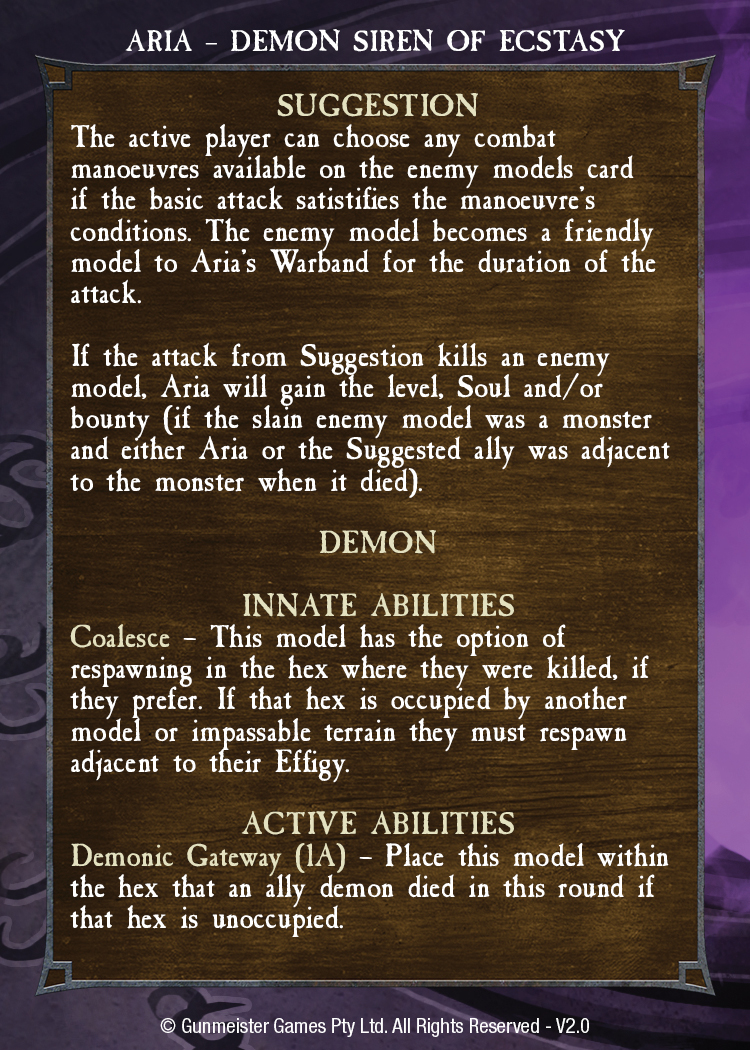 ARIA – DEMON SIREN OF ECSTASY
SUGGESTION
The active player can choose any combat
manoeuvres available on the enemy models card
if the basic attack satistifies the manoeuvre's
conditions. The enemy model becomes a friendly
model to Aria's Warband for the duration of the
attack.
If the attack from Suggestion kills an enemy
model, Aria will gain the level, Soul and/or
bounty (if the slain enemy model was a monster
and either Aria or the Suggested ally was adjacent
to the monster when it died).
DEMON
INNATE ABILITIES
Coalesce – This model has the option of
respawning in the hex where they were killed, if
they prefer. If that hex is occupied by another
model or impassable terrain they must respawn
adjacent to their Effigy.
ACTIVE ABILITIES
Demonic Gateway (1A) – Place this model within
the hex that an ally demon died in this round if
that hex is unoccupied.
© Gunmeister Games Pty Ltd. All Rights Reserved - V2.0